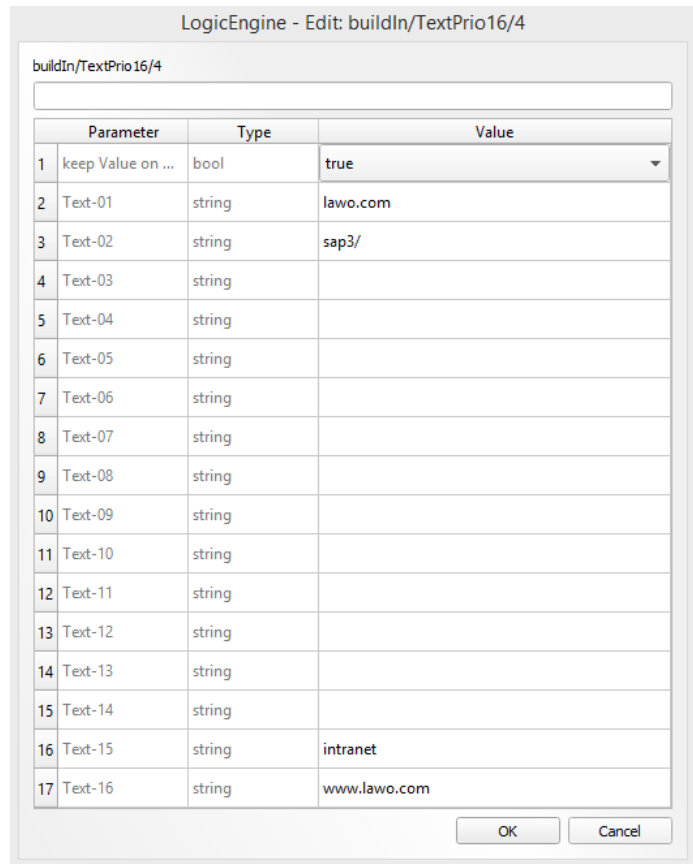 LogicEngine - Edit: buildIn/TextPrio16/4
buildIn/TextPrio16/4
Parameter Type Value
1 keep Value on ... bool true
2 Text-01 string lawo.com
3 Text-02 string sap3/
4 Text-03 string
5 Text-04 string
6 Text-05 string
7 Text-06 string
8 Text-07 string
9 Text-08 string
10 Text-09 string
11 Text-10 string
12 Text-11 string
13 Text-12 string
14 Text-13 string
15 Text-14 string
16 Text-15 string intranet
17 Text-16 string www.lawo.com
OK Cancel